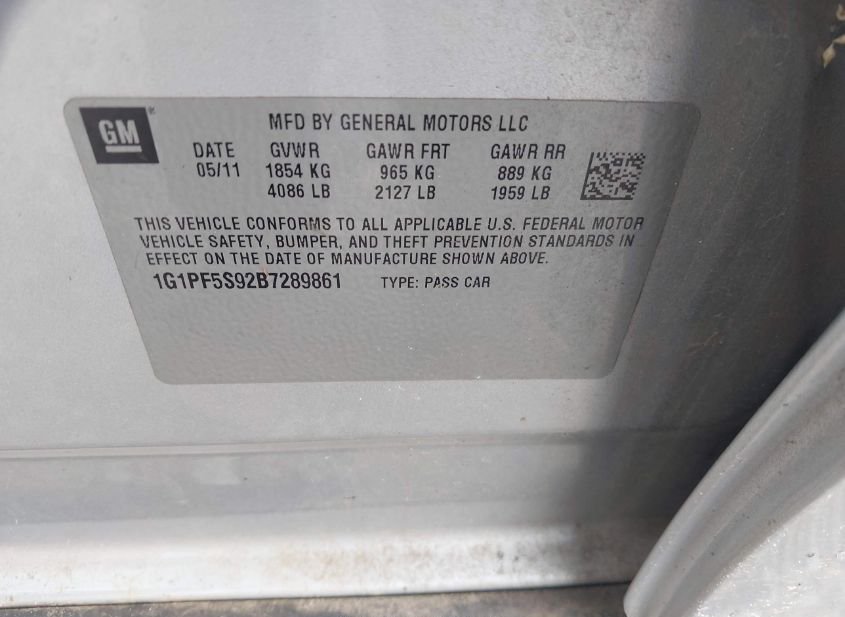 GM
MFD BY GENERAL MOTORS LLC
DATE GVWR GAWR FRT GAWR RR
05/11 1854 KG 965 KG 889 KG
4086 LB 2127 LB 1959 LB
THIS VEHICLE CONFORMS TO ALL APPLICABLE U.S. FEDERAL MOTOR
VEHICLE SAFETY, BUMPER, AND THEFT PREVENTION STANDARDS IN
EFFECT ON THE DATE OF MANUFACTURE SHOWN ABOVE.
1G1PF5S92B7289861 TYPE: PASS CAR